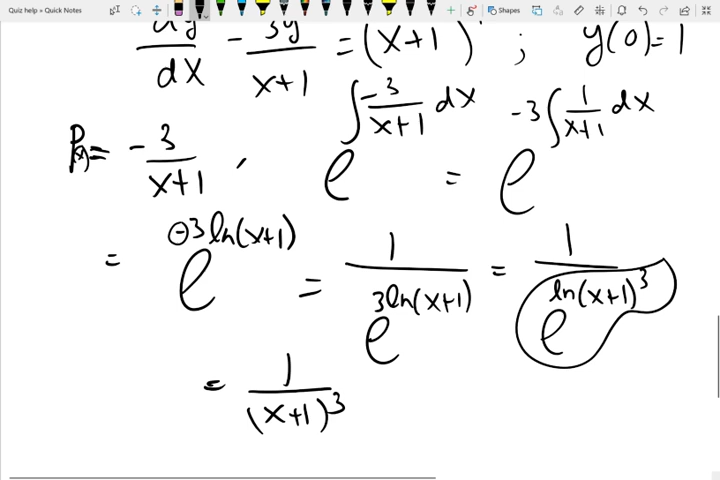 Quiz help » Quick Notes Shapes
dy/dx - 3y/x+1 = (x+1) ; y(0)=1
P(x) = -3/x+1 , e^∫-3/x+1 dx = e^-3∫1/x+1 dx
= e^-3ln(x+1) = 1/e^3ln(x+1) = 1/e^ln(x+1)^3
= 1/(x+1)^3